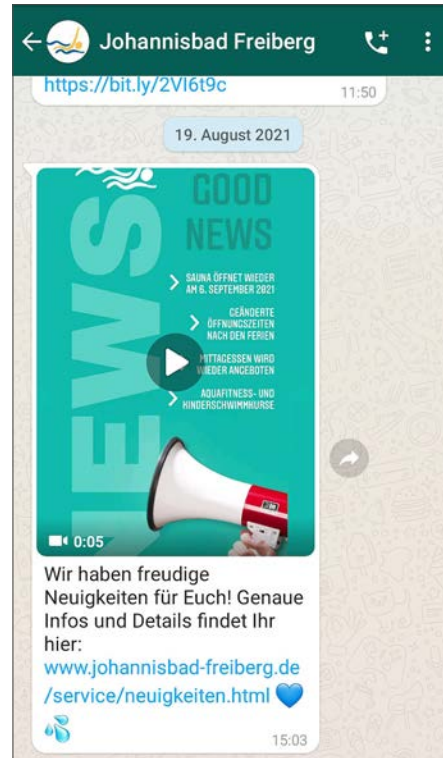 Johannisbad Freiberg
https://bit.ly/2VI6t9c
11:50
19. August 2021
NEWS
GOOD
NEWS
SAUNA ÖFFNET WIEDER
AM 6. SEPTEMBER 2021
GEÄNDERTE
ÖFFNUNGSZEITEN
NACH DEN FERIEN
MITTAGESSEN WIRD
WIEDER ANGEBOTEN
AQUAFITNESS- UND
KINDERSCHWIMMKURSE
0:05
Wir haben freudige
Neuigkeiten für Euch! Genaue
Infos und Details findet Ihr
hier:
www.johannisbad-freiberg.de
/service/neuigkeiten.html 💙
💦
15:03